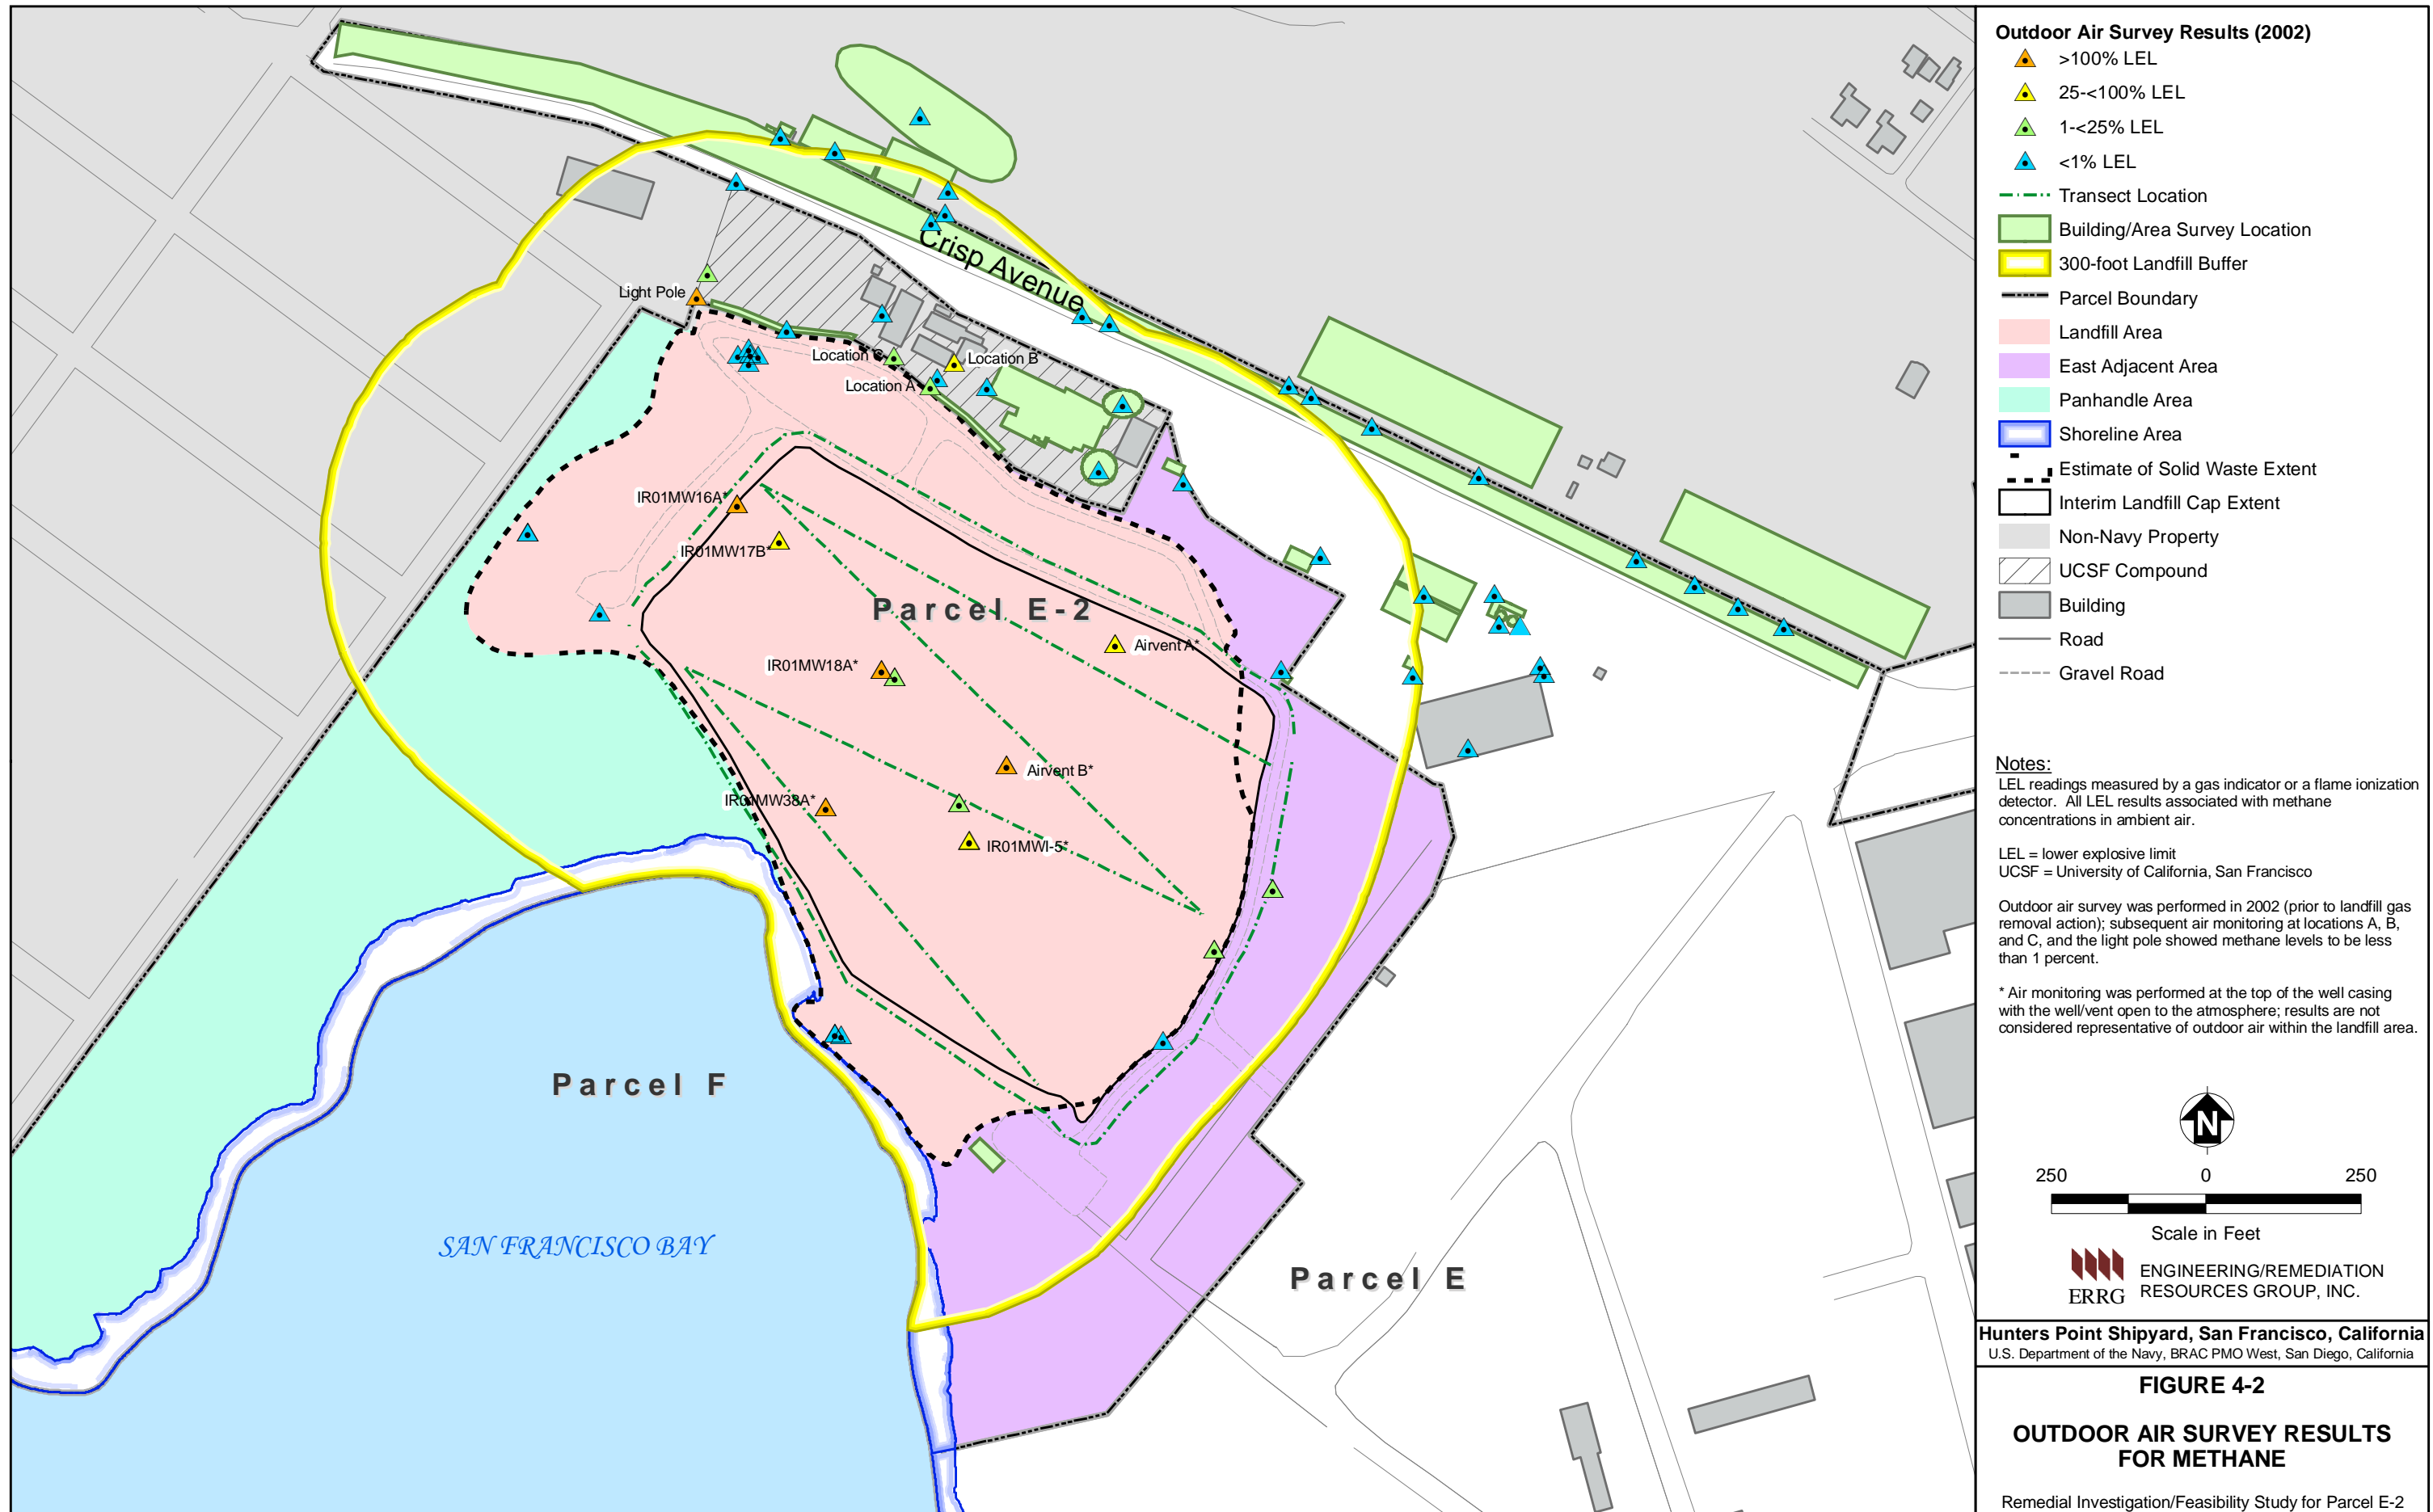 Light Pole
Crisp Avenue
Location C
Location B
Location A
IR01MW16A*
IR01MW17B*
Parcel E-2
Airvent A*
IR01MW18A*
Airvent B*
IR01MW38A*
IR01MWI-5*
Parcel F
SAN FRANCISCO BAY
Parcel E
Outdoor Air Survey Results (2002)
>100% LEL
25-<100% LEL
1-<25% LEL
<1% LEL
Transect Location
Building/Area Survey Location
300-foot Landfill Buffer
Parcel Boundary
Landfill Area
East Adjacent Area
Panhandle Area
Shoreline Area
Estimate of Solid Waste Extent
Interim Landfill Cap Extent
Non-Navy Property
UCSF Compound
Building
Road
Gravel Road
Notes:
LEL readings measured by a gas indicator or a flame ionization
detector. All LEL results associated with methane
concentrations in ambient air.
LEL = lower explosive limit
UCSF = University of California, San Francisco
Outdoor air survey was performed in 2002 (prior to landfill gas
removal action); subsequent air monitoring at locations A, B,
and C, and the light pole showed methane levels to be less
than 1 percent.
* Air monitoring was performed at the top of the well casing
with the well/vent open to the atmosphere; results are not
considered representative of outdoor air within the landfill area.
N
250 0 250
Scale in Feet
ERRG
ENGINEERING/REMEDIATION
RESOURCES GROUP, INC.
Hunters Point Shipyard, San Francisco, California
U.S. Department of the Navy, BRAC PMO West, San Diego, California
FIGURE 4-2
OUTDOOR AIR SURVEY RESULTS
FOR METHANE
Remedial Investigation/Feasibility Study for Parcel E-2